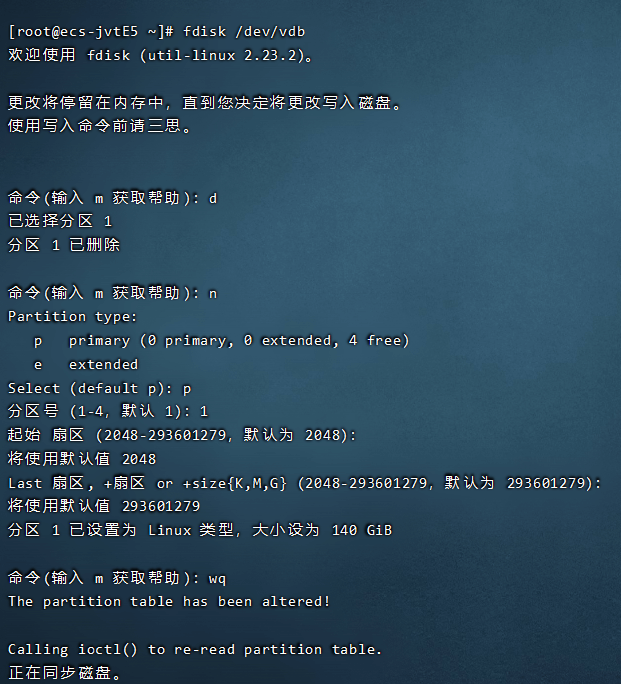 [root@ecs-jvtE5 ~]# fdisk /dev/vdb
欢迎使用 fdisk (util-linux 2.23.2)。
更改将停留在内存中，直到您决定将更改写入磁盘。
使用写入命令前请三思。
命令(输入 m 获取帮助)：d
已选择分区 1
分区 1 已删除
命令(输入 m 获取帮助)：n
Partition type:
   p   primary (0 primary, 0 extended, 4 free)
   e   extended
Select (default p): p
分区号 (1-4，默认 1)：1
起始 扇区 (2048-293601279，默认为 2048)：
将使用默认值 2048
Last 扇区, +扇区 or +size{K,M,G} (2048-293601279，默认为 293601279)：
将使用默认值 293601279
分区 1 已设置为 Linux 类型，大小设为 140 GiB
命令(输入 m 获取帮助)：wq
The partition table has been altered!
Calling ioctl() to re-read partition table.
正在同步磁盘。